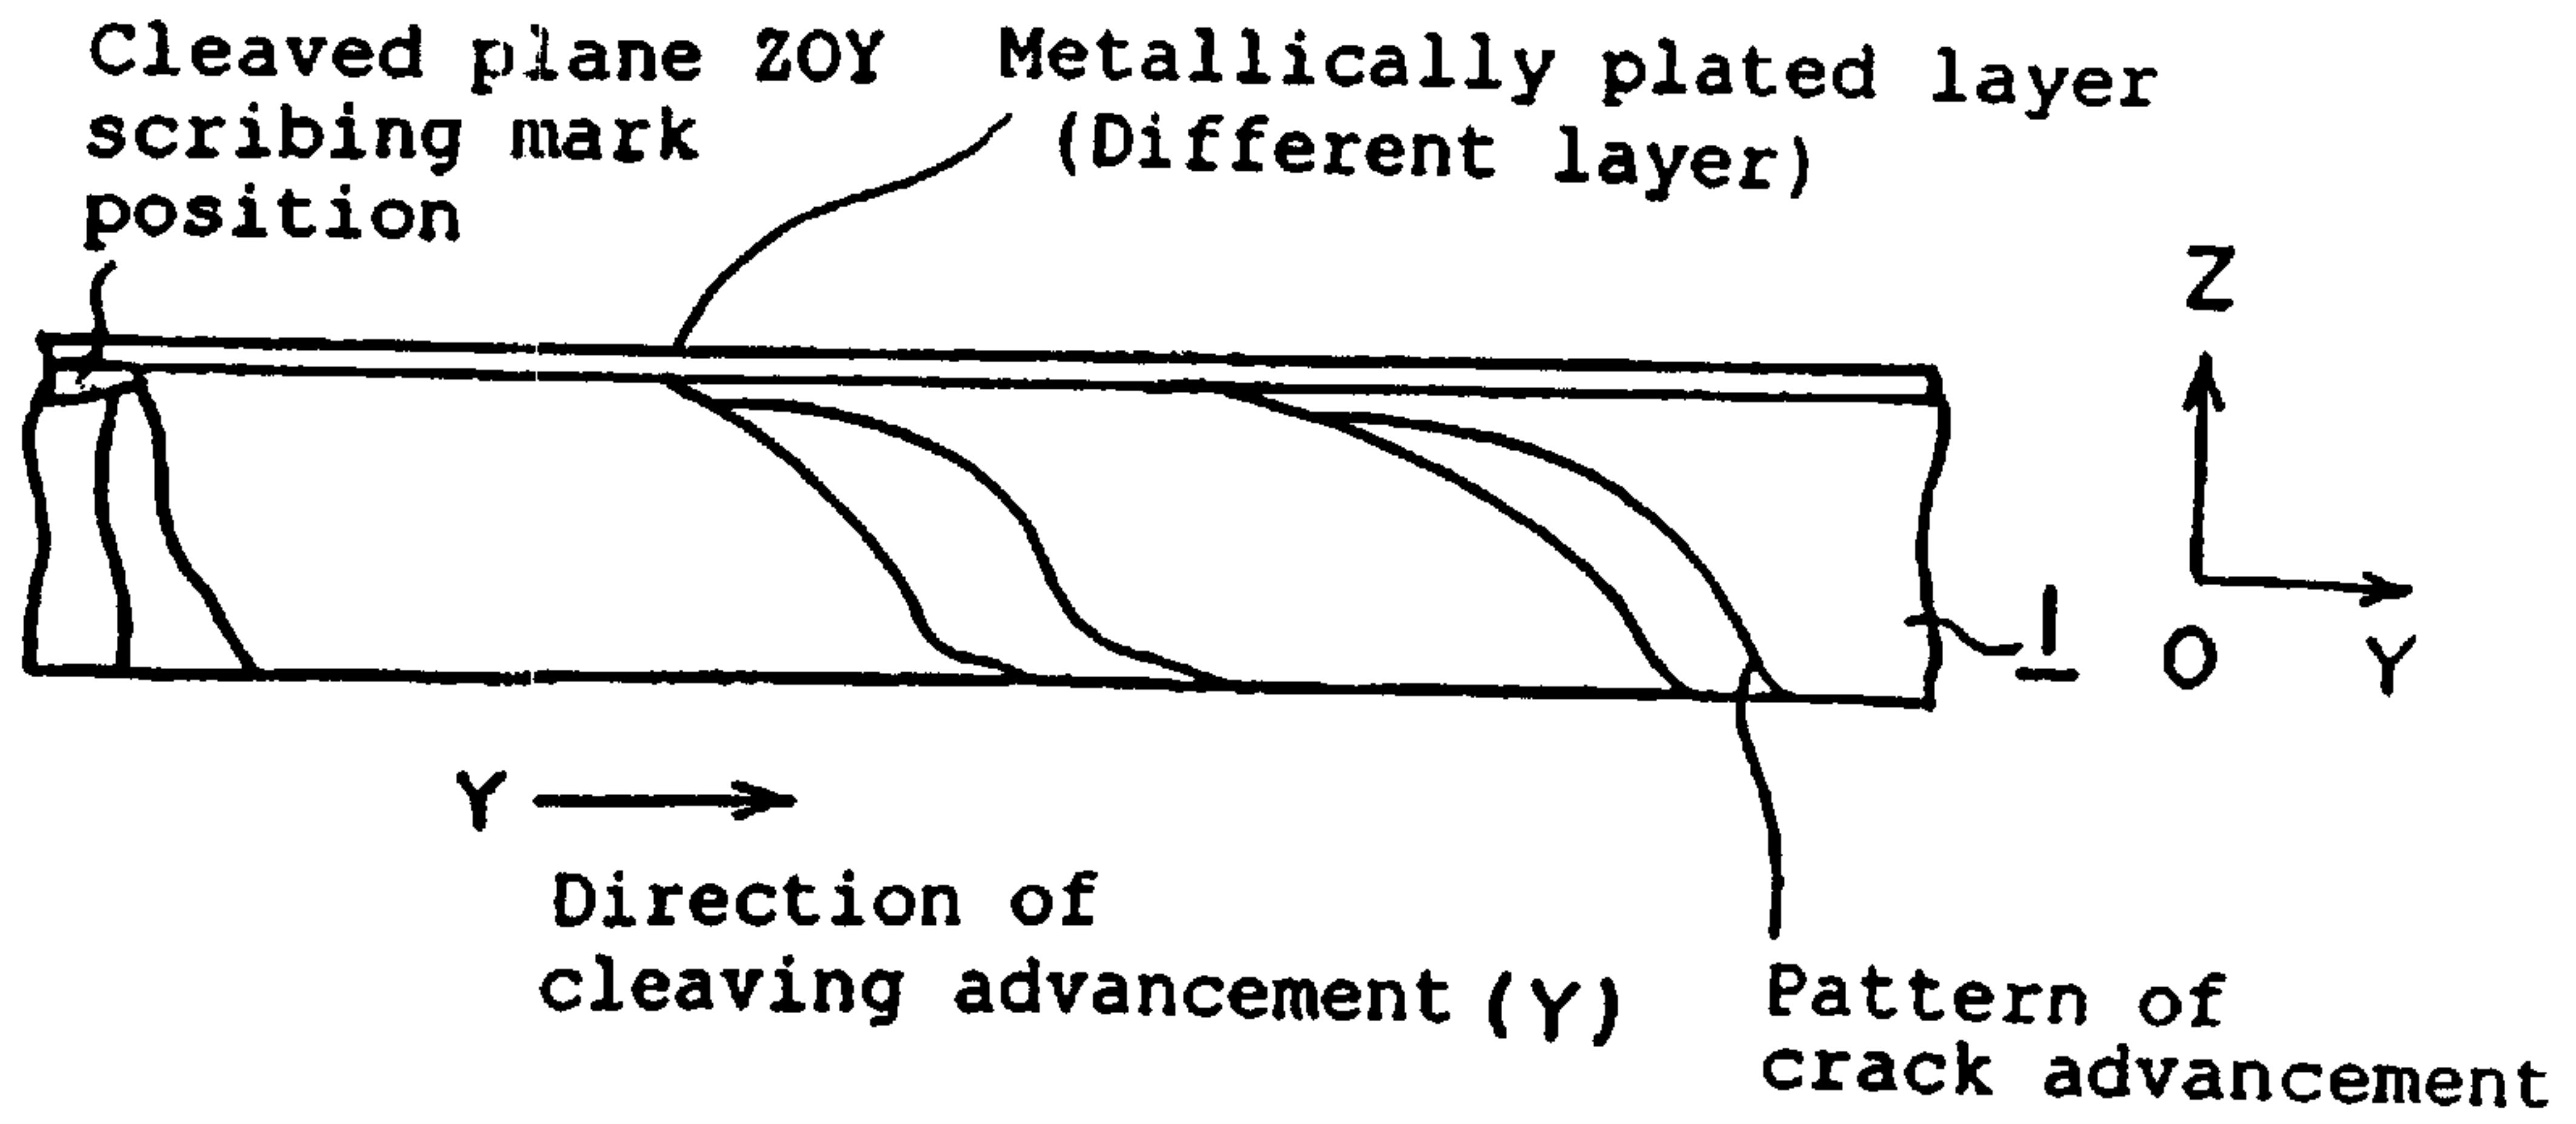 Cleaved plane ZOY
scribing mark
position
Metallically plated layer
(Different layer)
Z
1
O
Y
Y
Direction of
cleaving advancement (Y)
Pattern of
crack advancement